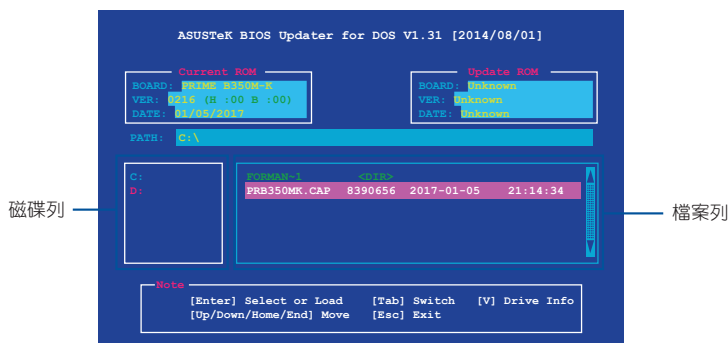 ASUSTeK BIOS Updater for DOS V1.31 [2014/08/01]
Current ROM
BOARD: PRIME B350M-K
VER: 0216 (H :00 B :00)
DATE: 01/05/2017
Update ROM
BOARD: Unknown
VER: Unknown
DATE: Unknown
PATH: C:\
C:
D:
FORMAN~1 <DIR>
PRB350MK.CAP 8390656 2017-01-05 21:14:34
磁碟列
檔案列
Note
[Enter] Select or Load [Tab] Switch [V] Drive Info
[Up/Down/Home/End] Move [Esc] Exit